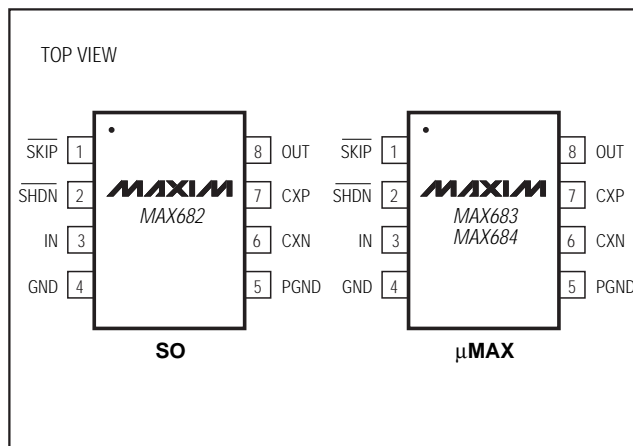 TOP VIEW
SKIP 1 MAXIM 8 OUT
SHDN 2 MAX682 7 CXP
IN 3 6 CXN
GND 4 5 PGND
SO
SKIP 1 MAXIM 8 OUT
SHDN 2 MAX683 7 CXP
IN 3 MAX684 6 CXN
GND 4 5 PGND
μMAX